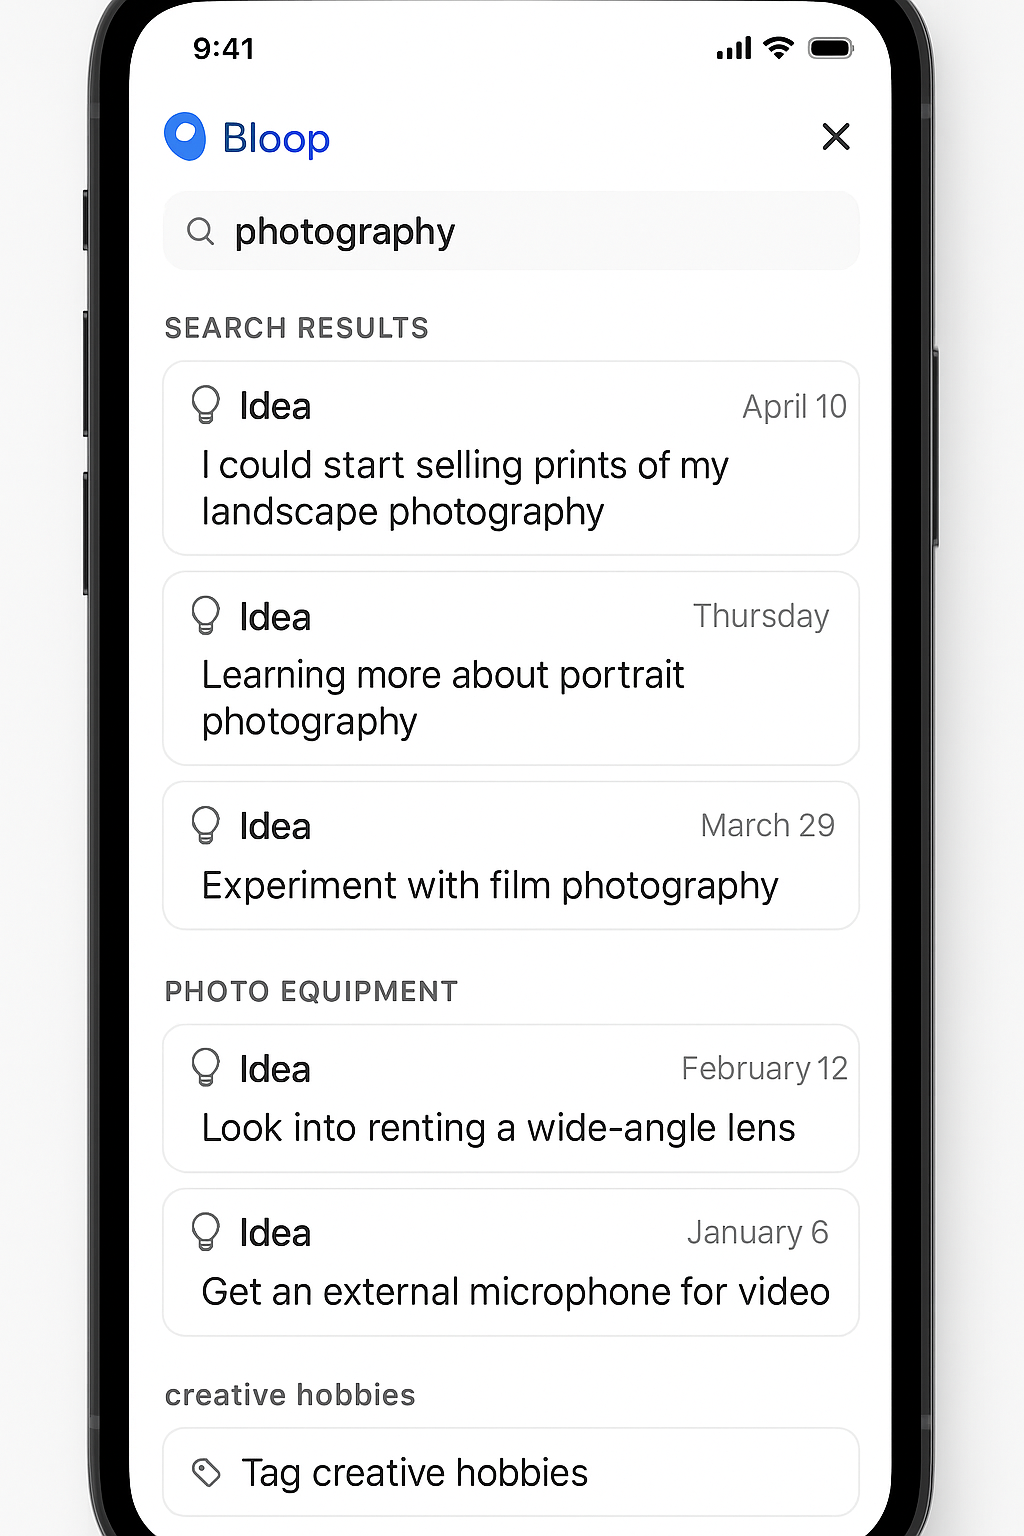 9:41
Bloop
photography
SEARCH RESULTS
Idea
April 10
I could start selling prints of my
landscape photography
Idea
Thursday
Learning more about portrait
photography
Idea
March 29
Experiment with film photography
PHOTO EQUIPMENT
Idea
February 12
Look into renting a wide-angle lens
Idea
January 6
Get an external microphone for video
creative hobbies
Tag creative hobbies